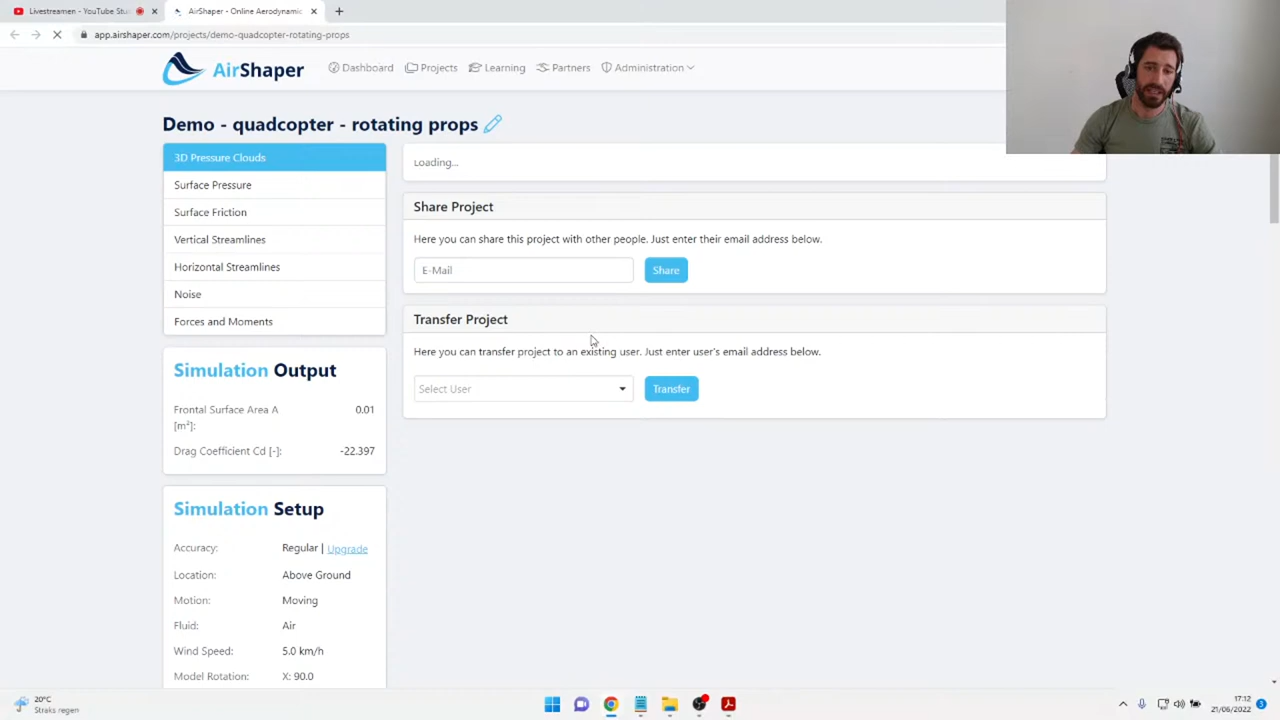 Livestreamen - YouTube Stu
AirShaper - Online Aerodynamic
app.airshaper.com/projects/demo-quadcopter-rotating-props
AirShaper
Dashboard
Projects
Learning
Partners
Administration
Demo - quadcopter - rotating props
3D Pressure Clouds
Surface Pressure
Surface Friction
Vertical Streamlines
Horizontal Streamlines
Noise
Forces and Moments
Simulation Output
Frontal Surface Area A 0.01
[m²]:
Drag Coefficient Cd [-]: -22.397
Simulation Setup
Accuracy: Regular | Upgrade
Location: Above Ground
Motion: Moving
Fluid: Air
Wind Speed: 5.0 km/h
Model Rotation: X: 90.0
Loading...
Share Project
Here you can share this project with other people. Just enter their email address below.
E-Mail
Share
Transfer Project
Here you can transfer project to an existing user. Just enter user's email address below.
Select User
Transfer
20°C
Straks regen
17:12
21/06/2022
3